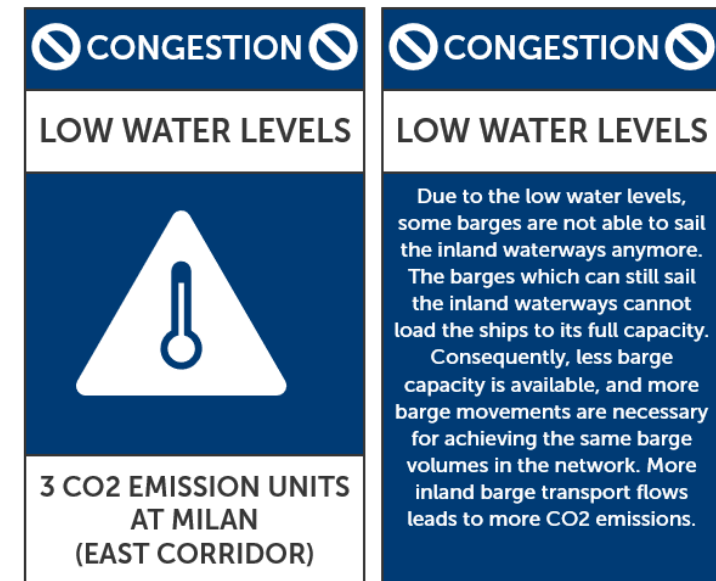 CONGESTION
LOW WATER LEVELS
3 CO2 EMISSION UNITS
AT MILAN
(EAST CORRIDOR)
CONGESTION
LOW WATER LEVELS
Due to the low water levels,
some barges are not able to sail
the inland waterways anymore.
The barges which can still sail
the inland waterways cannot
load the ships to its full capacity.
Consequently, less barge
capacity is available, and more
barge movements are necessary
for achieving the same barge
volumes in the network. More
inland barge transport flows
leads to more CO2 emissions.